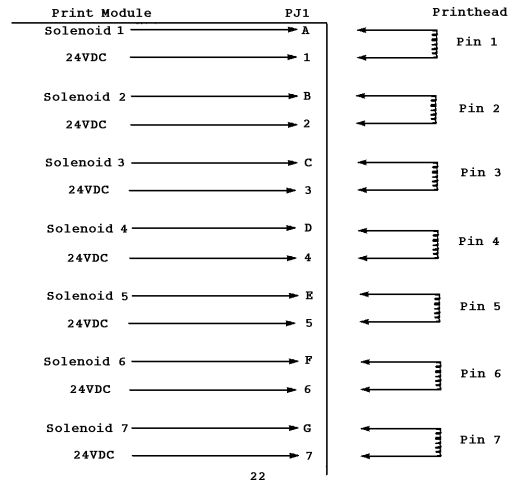 Print Module PJ1 Printhead
Solenoid 1 A
Pin 1
24VDC 1
Solenoid 2 B
Pin 2
24VDC 2
Solenoid 3 C
Pin 3
24VDC 3
Solenoid 4 D
Pin 4
24VDC 4
Solenoid 5 E
Pin 5
24VDC 5
Solenoid 6 F
Pin 6
24VDC 6
Solenoid 7 G
Pin 7
24VDC 7
22